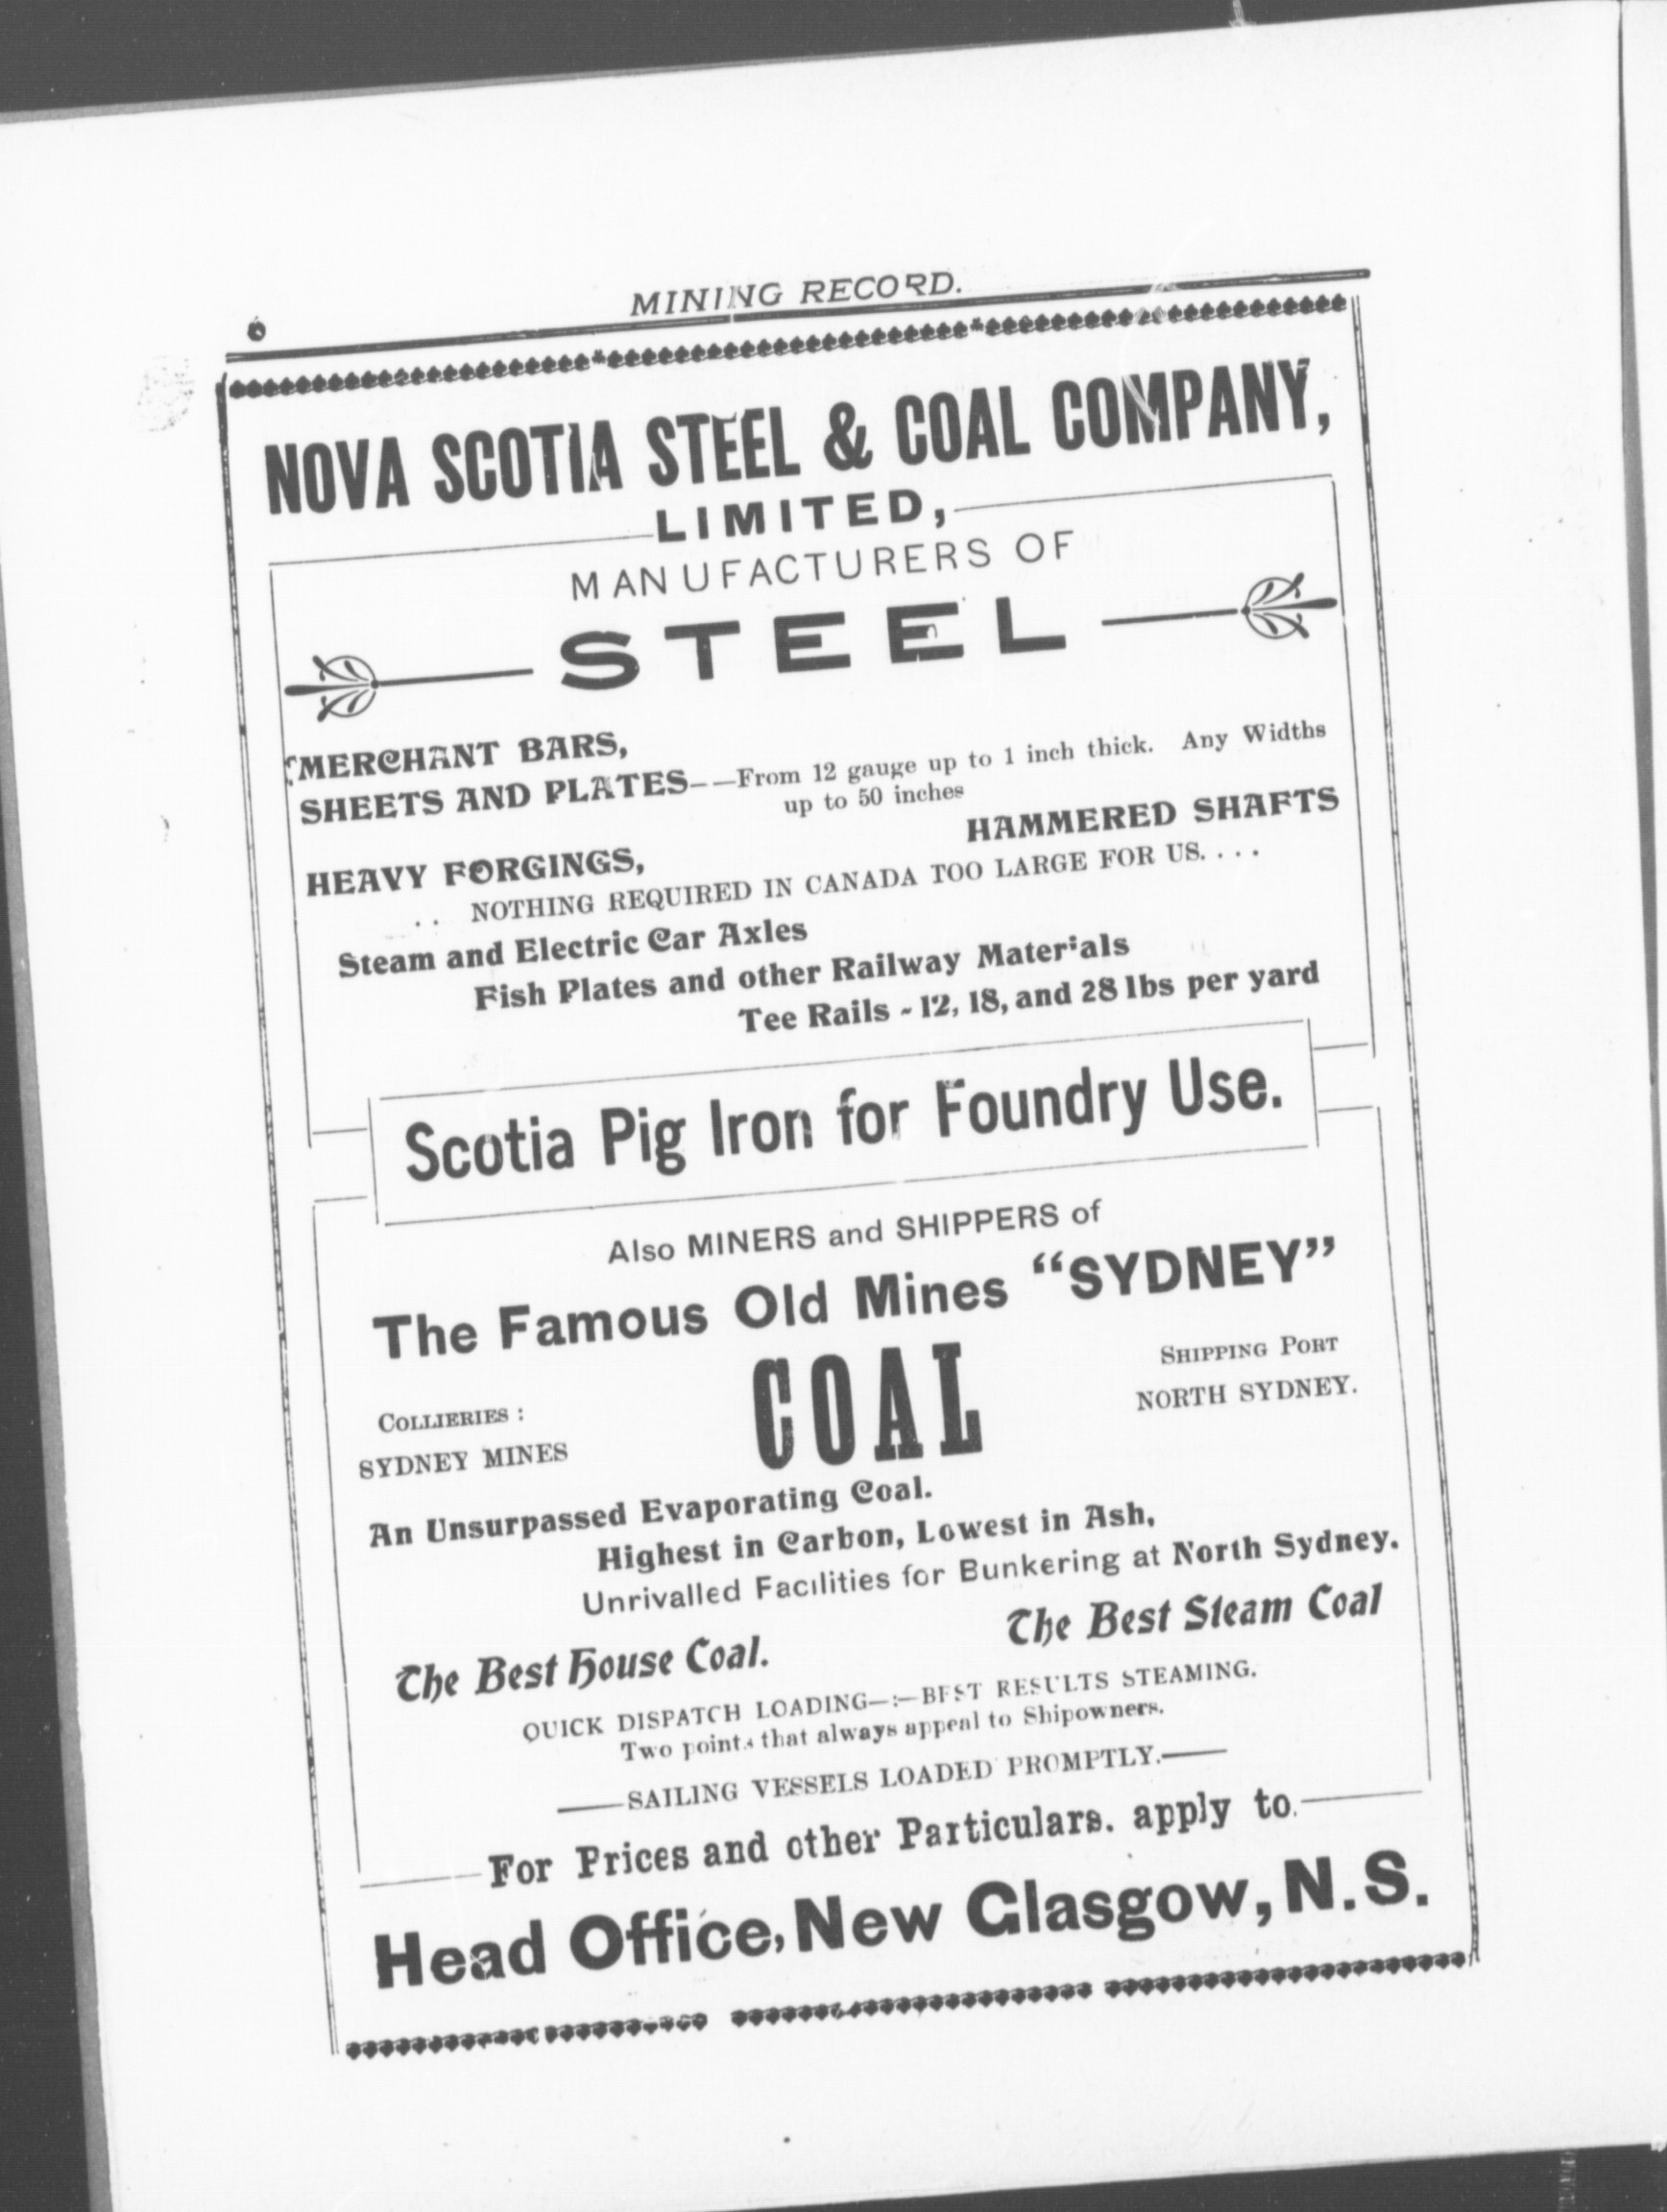 6
MINING RECORD.
NOVA SCOTIA STEEL & COAL COMPANY,
LIMITED,
MANUFACTURERS OF
STEEL
MERCHANT BARS,
SHEETS AND PLATES——From 12 gauge up to 1 inch thick. Any Widths
up to 50 inches
HEAVY FORGINGS, HAMMERED SHAFTS
. . NOTHING REQUIRED IN CANADA TOO LARGE FOR US. . . .
Steam and Electric Car Axles
Fish Plates and other Railway Materials
Tee Rails - 12, 18, and 28 lbs per yard
Scotia Pig Iron for Foundry Use.
Also MINERS and SHIPPERS of
The Famous Old Mines "SYDNEY"
COAL
COLLIERIES :
SYDNEY MINES
SHIPPING PORT
NORTH SYDNEY.
An Unsurpassed Evaporating Coal.
Highest in Carbon, Lowest in Ash,
Unrivalled Facilities for Bunkering at North Sydney.
The Best House Coal. The Best Steam Coal
QUICK DISPATCH LOADING—:—BEST RESULTS STEAMING.
Two points that always appeal to Shipowners.
——SAILING VESSELS LOADED PROMPTLY.——
For Prices and other Particulars. apply to.
Head Office, New Glasgow, N.S.